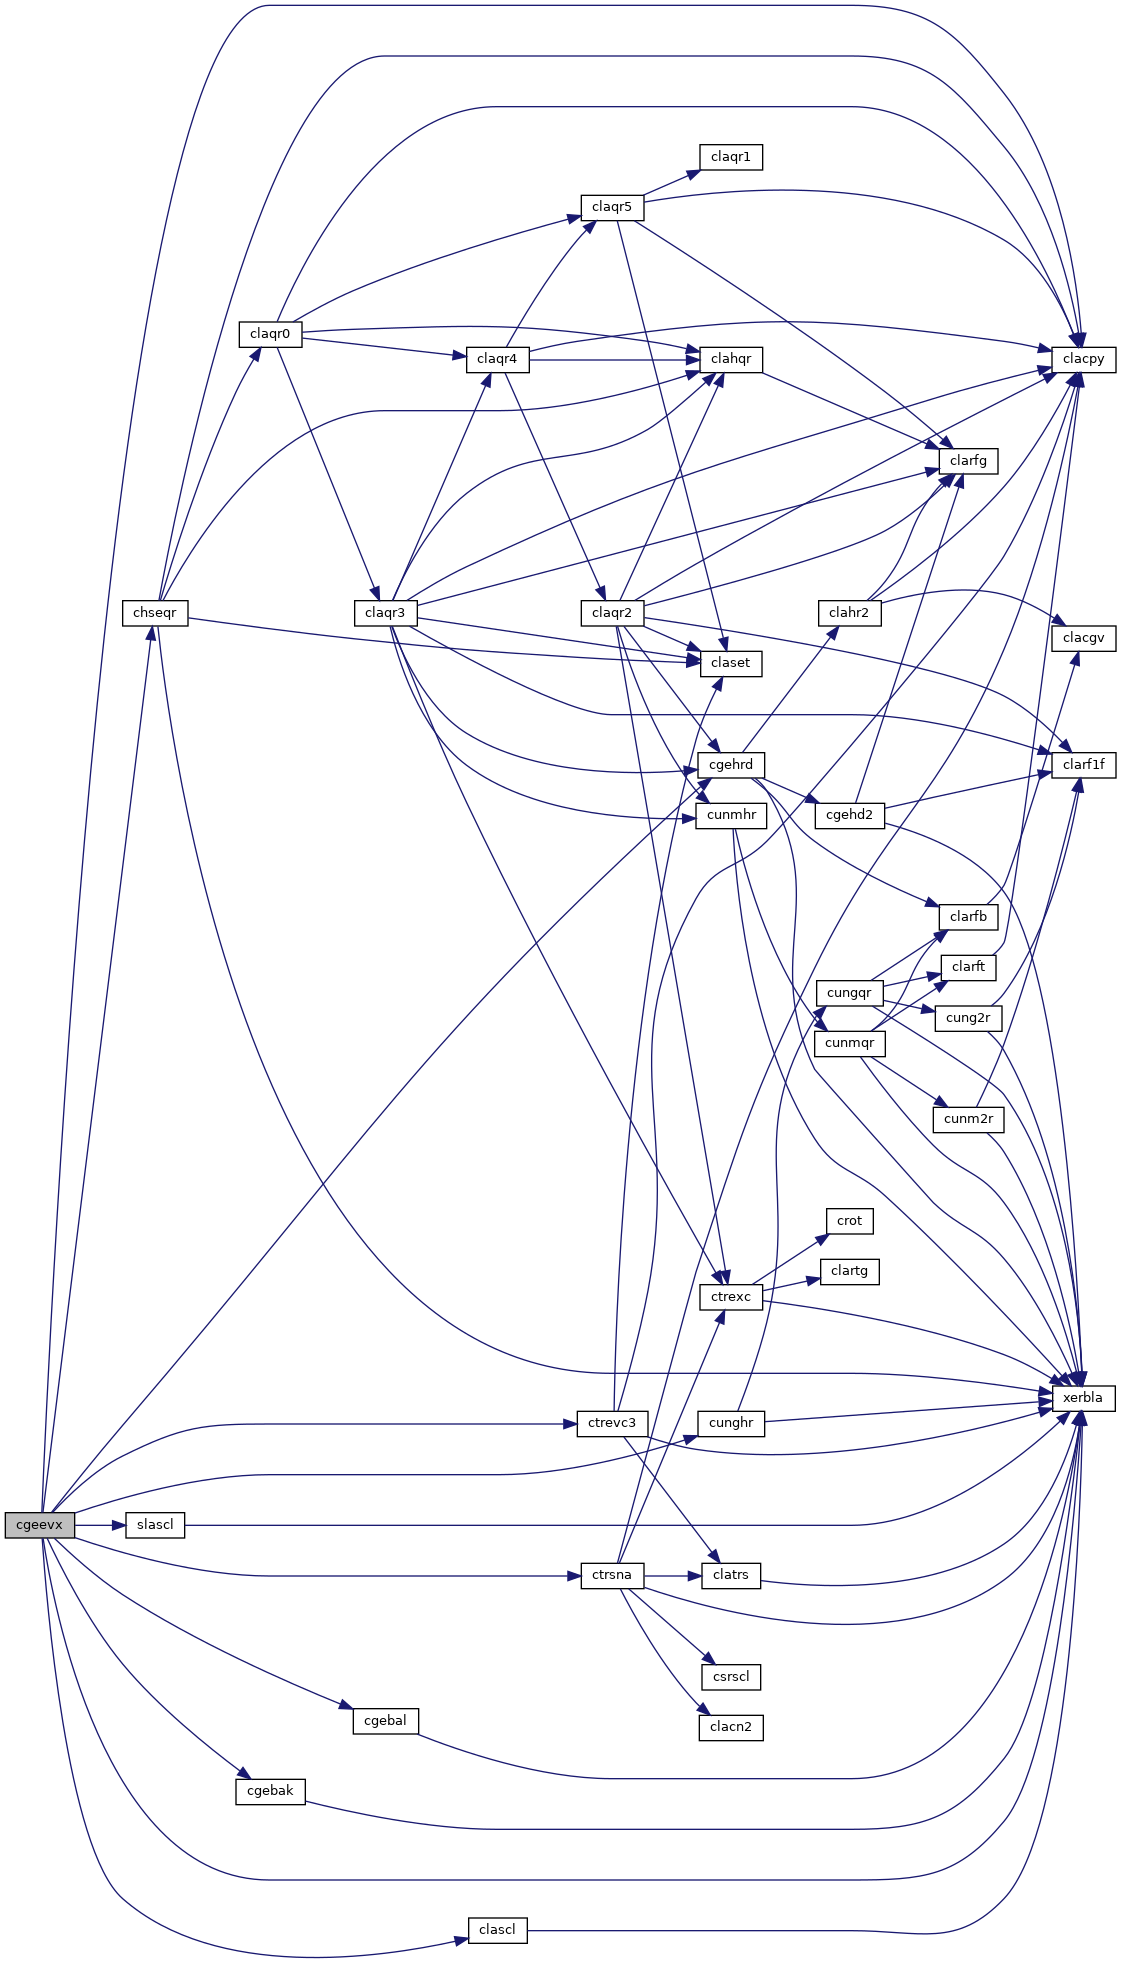 claqr1
claqr5
claqr0
claqr4
clahqr
clacpy
clarfg
chseqr
claqr3
claqr2
clahr2
clacgv
claset
cgehrd
clarf1f
cunmhr
cgehd2
clarfb
clarft
cungqr
cung2r
cunmqr
cunm2r
crot
clartg
ctrexc
xerbla
ctrevc3
cunghr
cgeevx
slascl
ctrsna
clatrs
csrscl
cgebal
clacn2
cgebak
clascl